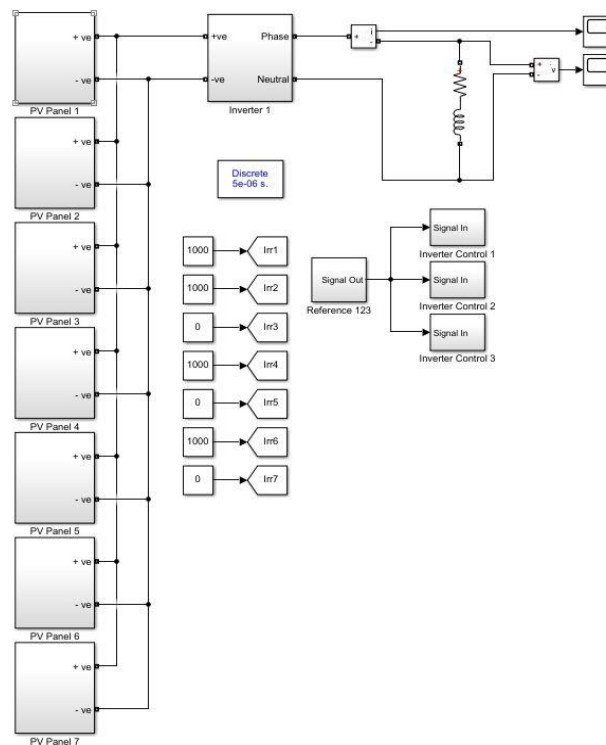 + ve
- ve
PV Panel 1
+ ve
- ve
PV Panel 2
+ ve
- ve
PV Panel 3
+ ve
- ve
PV Panel 4
+ ve
- ve
PV Panel 5
+ ve
- ve
PV Panel 6
+ ve
- ve
PV Panel 7
+ve
Phase
-ve
Neutral
Inverter 1
+
i
-
+
-
v
Discrete
5e-06 s.
1000
Irr1
1000
Irr2
0
Irr3
1000
Irr4
0
Irr5
1000
Irr6
0
Irr7
Signal Out
Reference 123
Signal In
Inverter Control 1
Signal In
Inverter Control 2
Signal In
Inverter Control 3